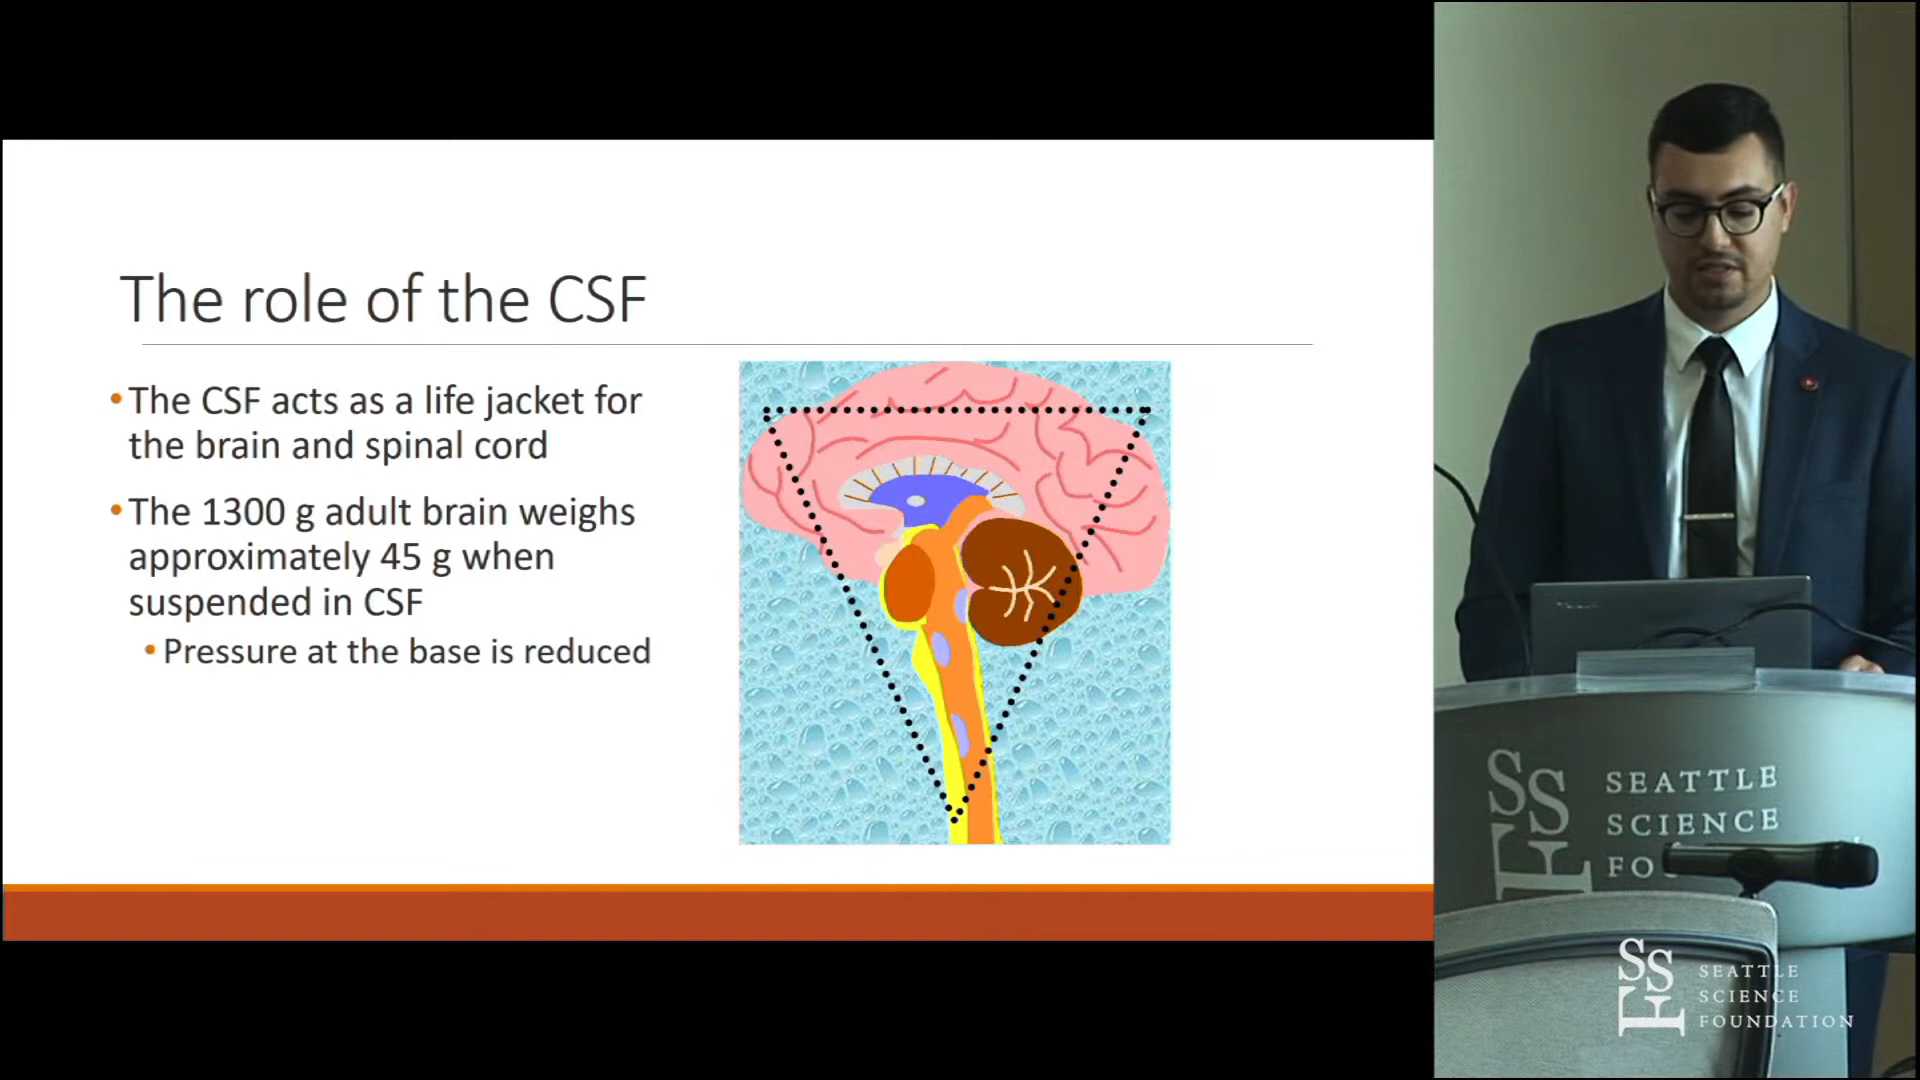 The role of the CSF
•The CSF acts as a life jacket for
the brain and spinal cord
•The 1300 g adult brain weighs
approximately 45 g when
suspended in CSF
•Pressure at the base is reduced
SSF
SEATTLE
SCIENCE
SSF
SEATTLE
SCIENCE
FOUNDATION